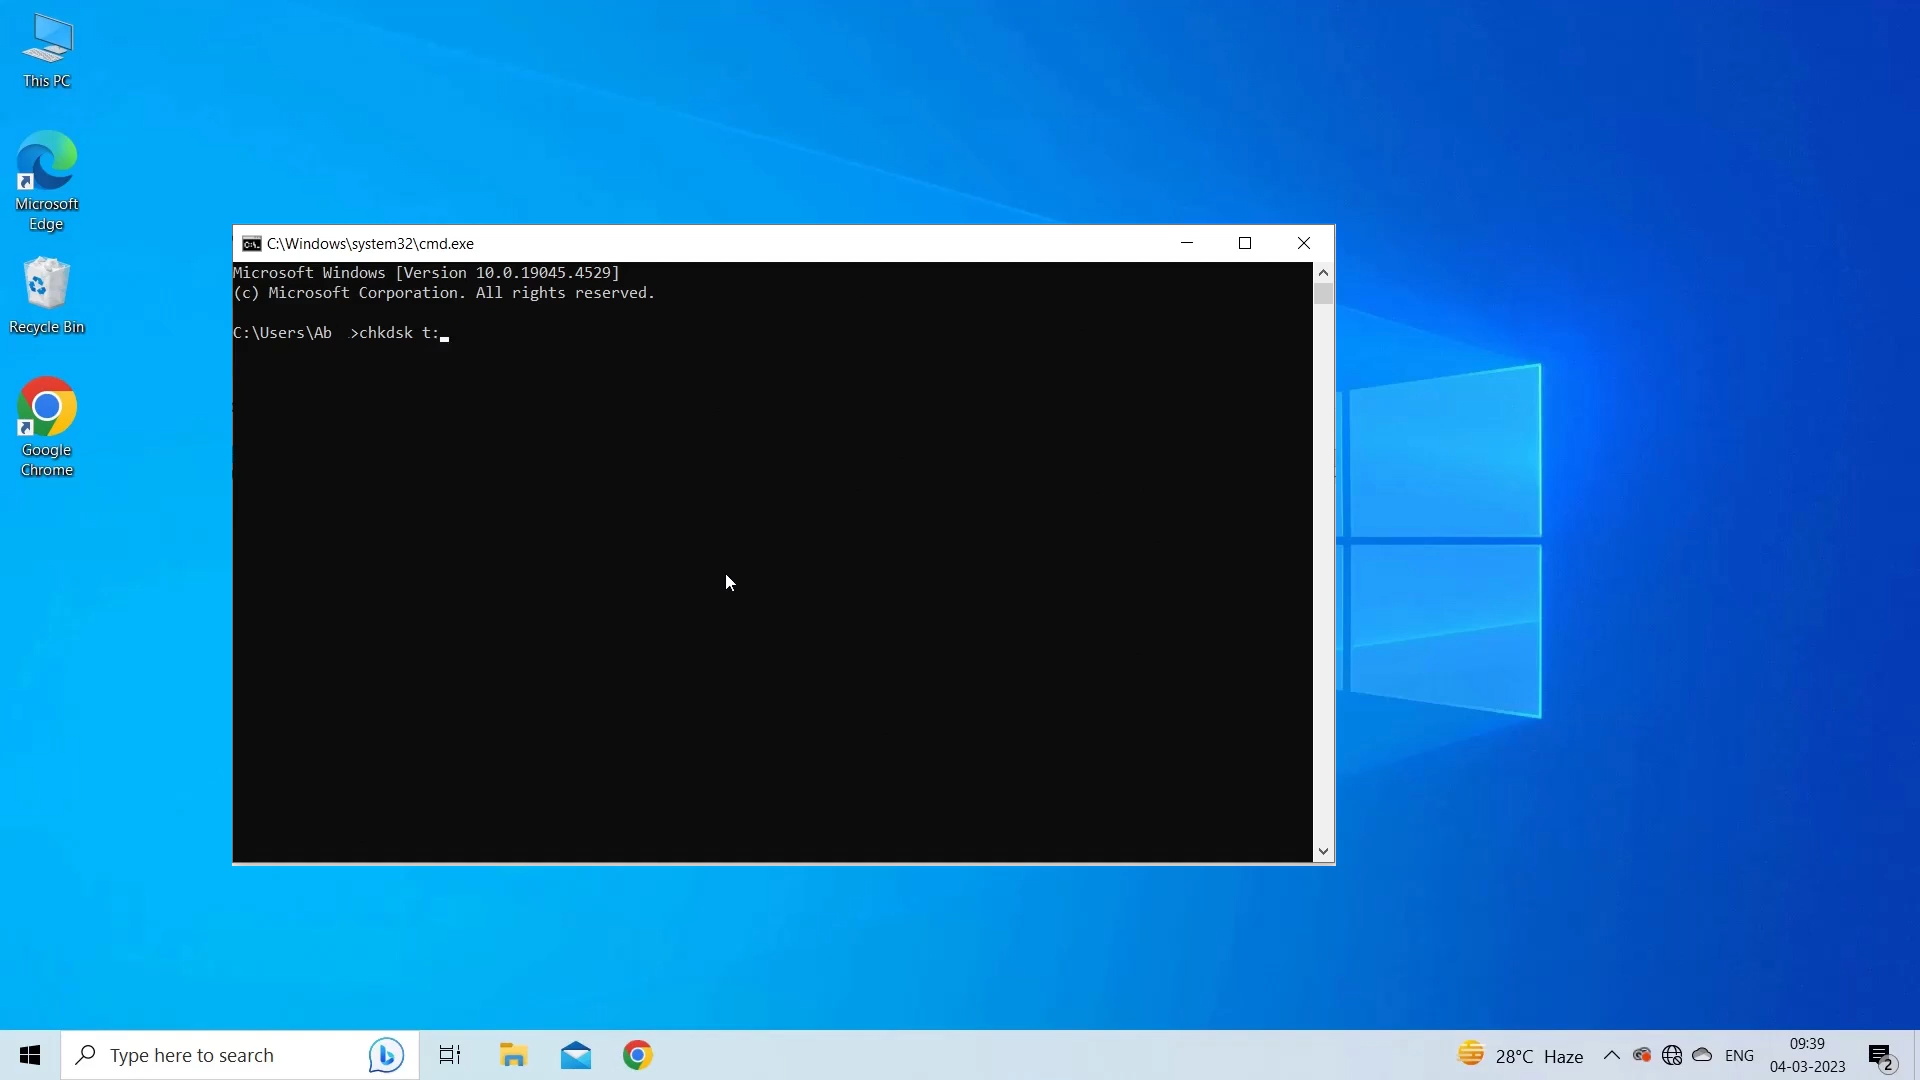 This PC
Microsoft
Edge
Recycle Bin
Google
Chrome
C:\Windows\system32\cmd.exe
Microsoft Windows [Version 10.0.19045.4529]
(c) Microsoft Corporation. All rights reserved.
C:\Users\Ab >chkdsk t:
Type here to search
28°C Haze
ENG
09:39
04-03-2023
2